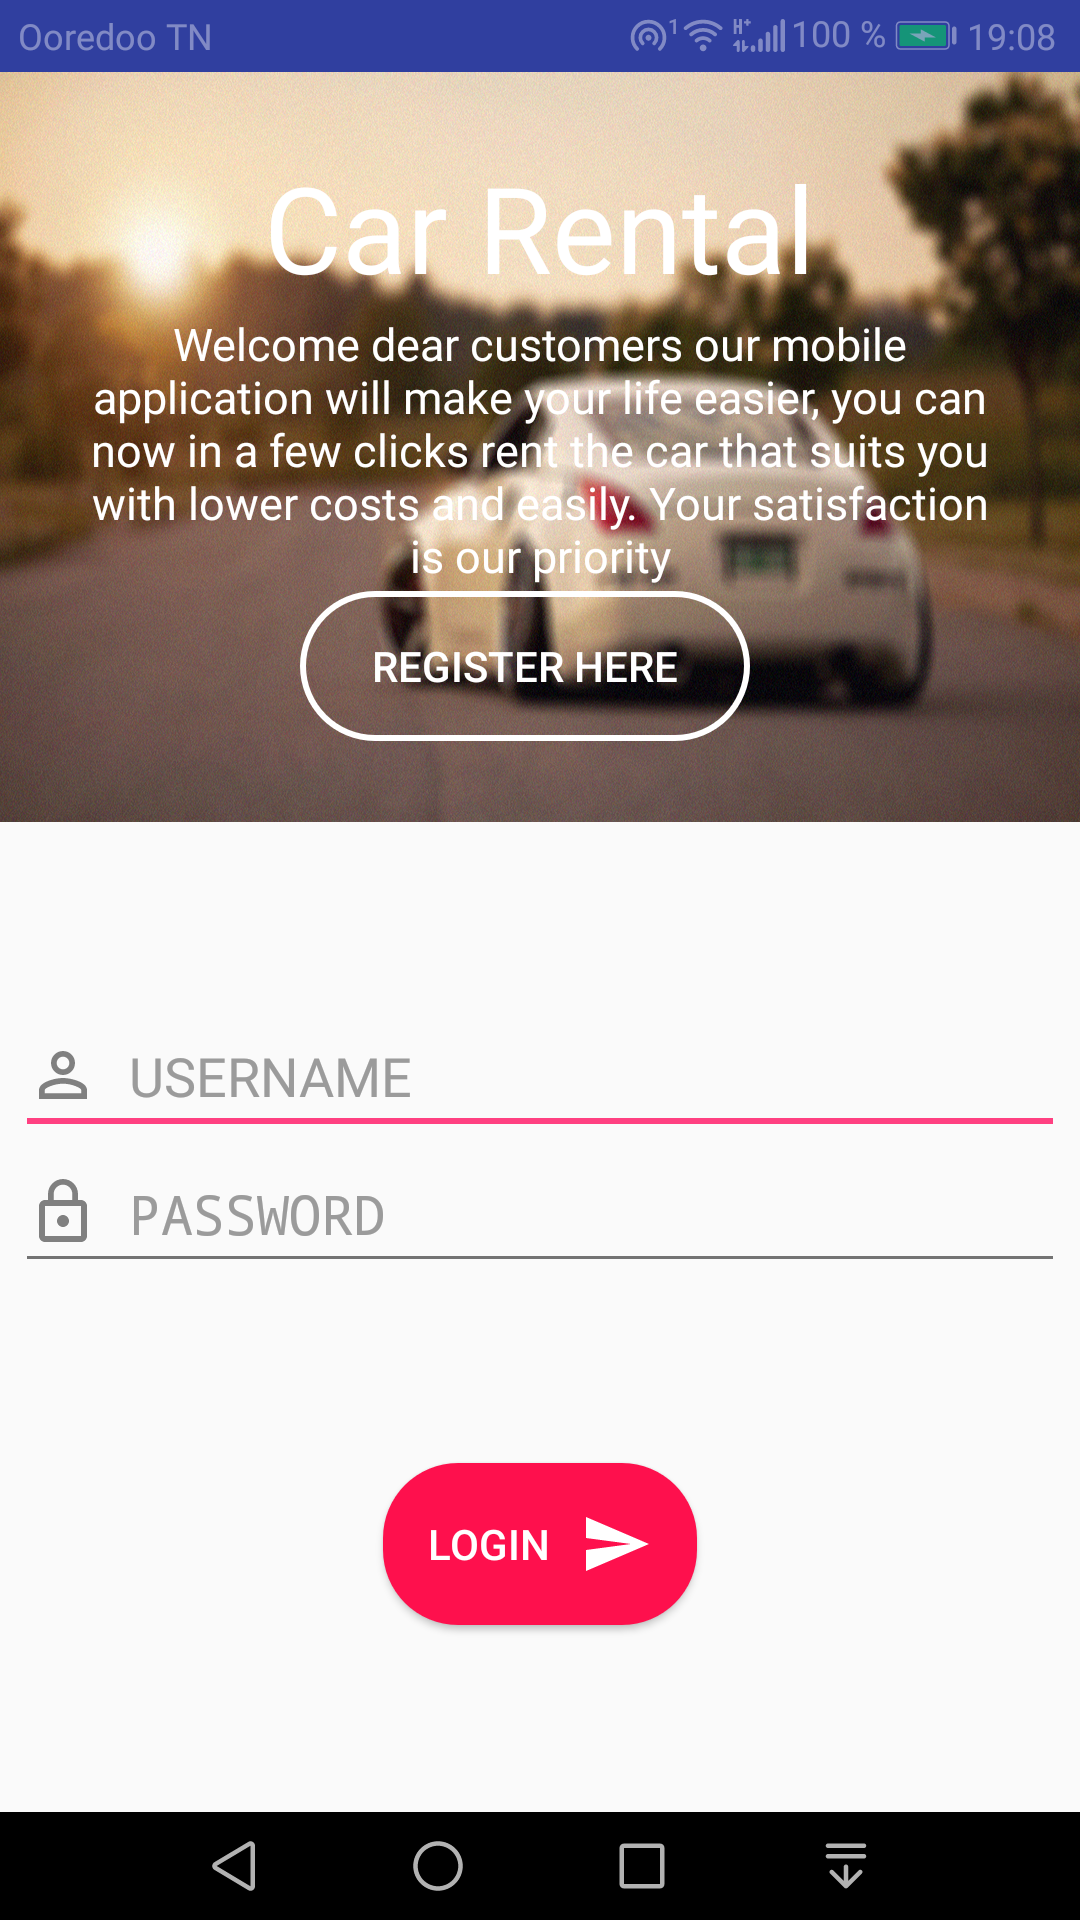 Ooredoo TN 1 H+ 100 % 19:08
Car Rental
Welcome dear customers our mobile
application will make your life easier, you can
now in a few clicks rent the car that suits you
with lower costs and easily. Your satisfaction
is our priority
REGISTER HERE
USERNAME
PASSWORD
LOGIN